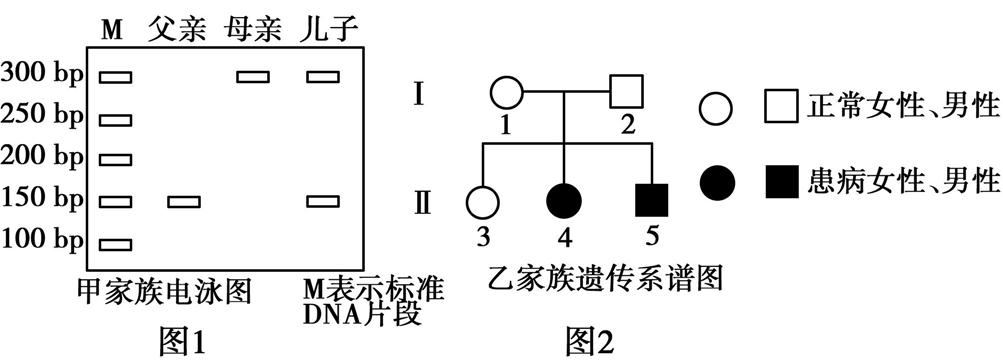 M 父亲 母亲 儿子
300 bp
250 bp
200 bp
150 bp
100 bp
甲家族电泳图
M表示标准
DNA片段
图1
Ⅰ
1 2
Ⅱ
3 4 5
乙家族遗传系谱图
图2
正常女性、男性
患病女性、男性